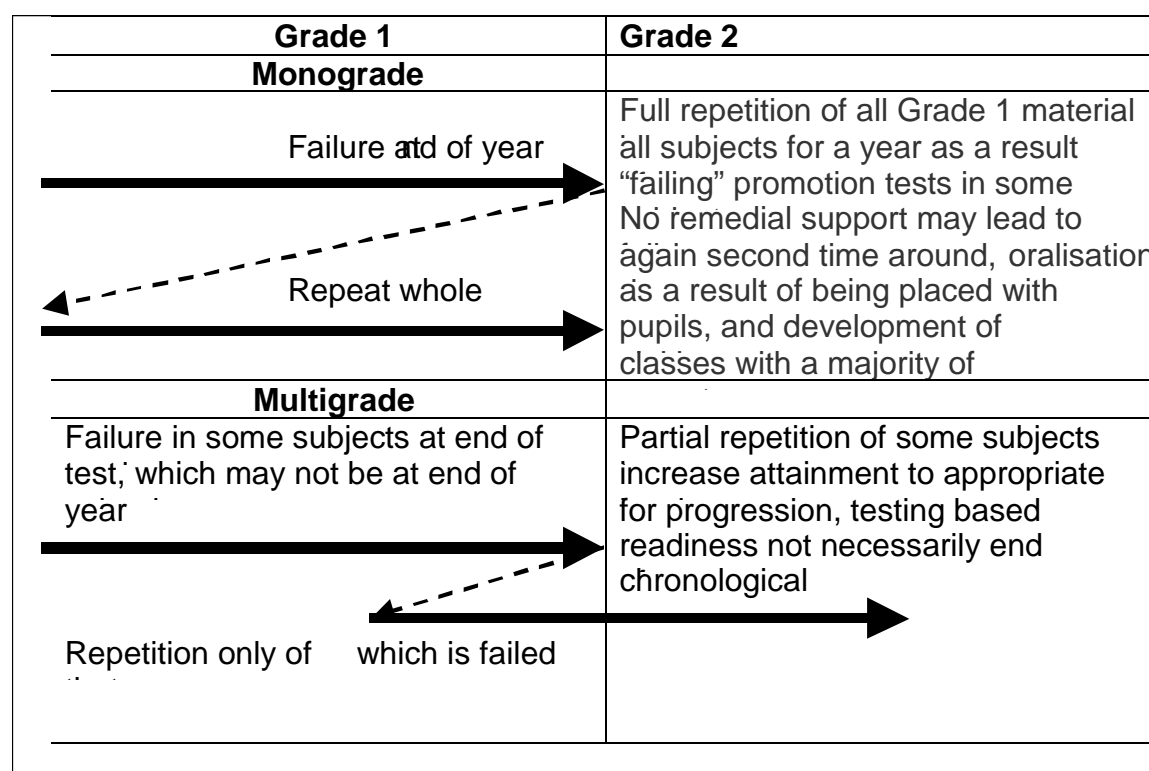 Grade 1
Grade 2
Monograde
Failure at nd of year
Repeat whole
Full repetition of all Grade 1 material
all subjects for a year as a result
“failing” promotion tests in some
No remedial support may lead to
again second time around, oralisation
as a result of being placed with
pupils, and development of
classes with a majority of
Multigrade
Failure in some subjects at end of
test, which may not be at end of
year
Repetition only of which is failed
Partial repetition of some subjects
increase attainment to appropriate
for progression, testing based
readiness not necessarily end
chronological